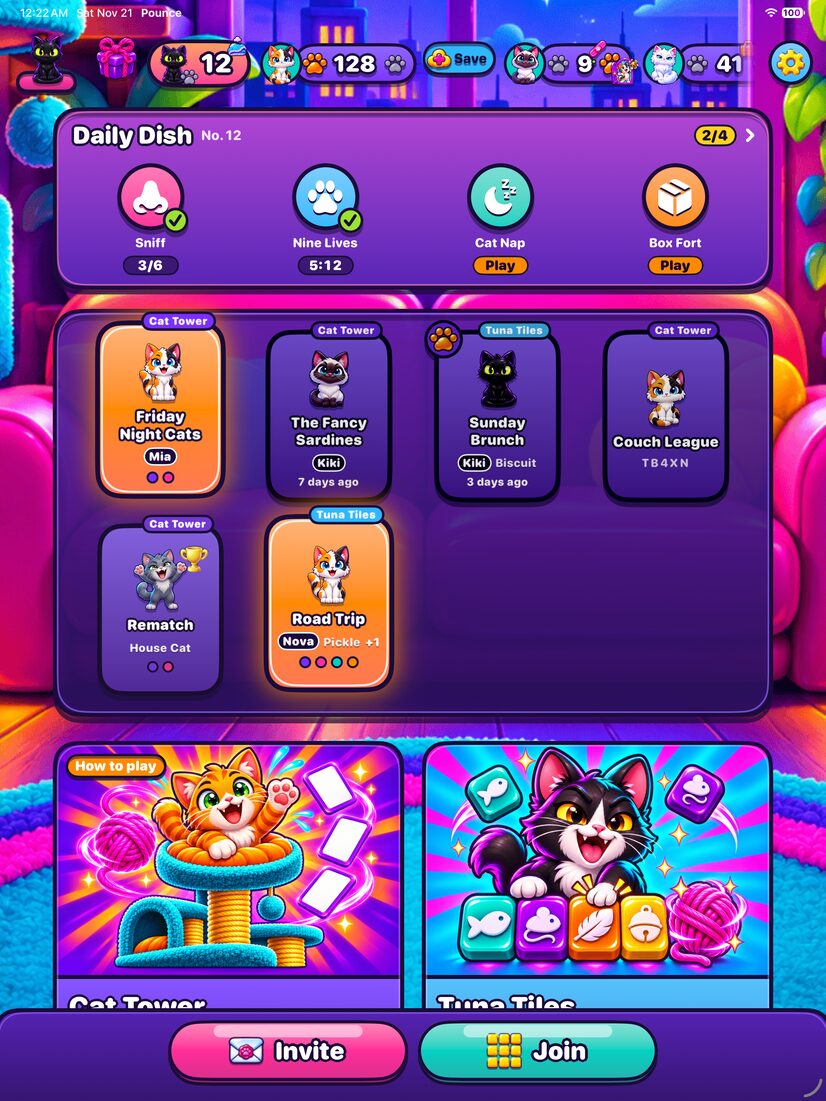 12:22 AM Sat Nov 21 Pounce
100
12
128
Save
9
41
Daily Dish No. 12
2/4
Sniff
3/6
Nine Lives
5:12
Cat Nap
Play
Box Fort
Play
Cat Tower
Friday
Night Cats
Mia
Cat Tower
The Fancy
Sardines
Kiki
7 days ago
Tuna Tiles
Sunday
Brunch
Kiki Biscuit
3 days ago
Cat Tower
Couch League
TB4XN
Cat Tower
Rematch
House Cat
Tuna Tiles
Road Trip
Nova Pickle +1
How to play
Cat Tower
Tuna Tiles
Invite
Join